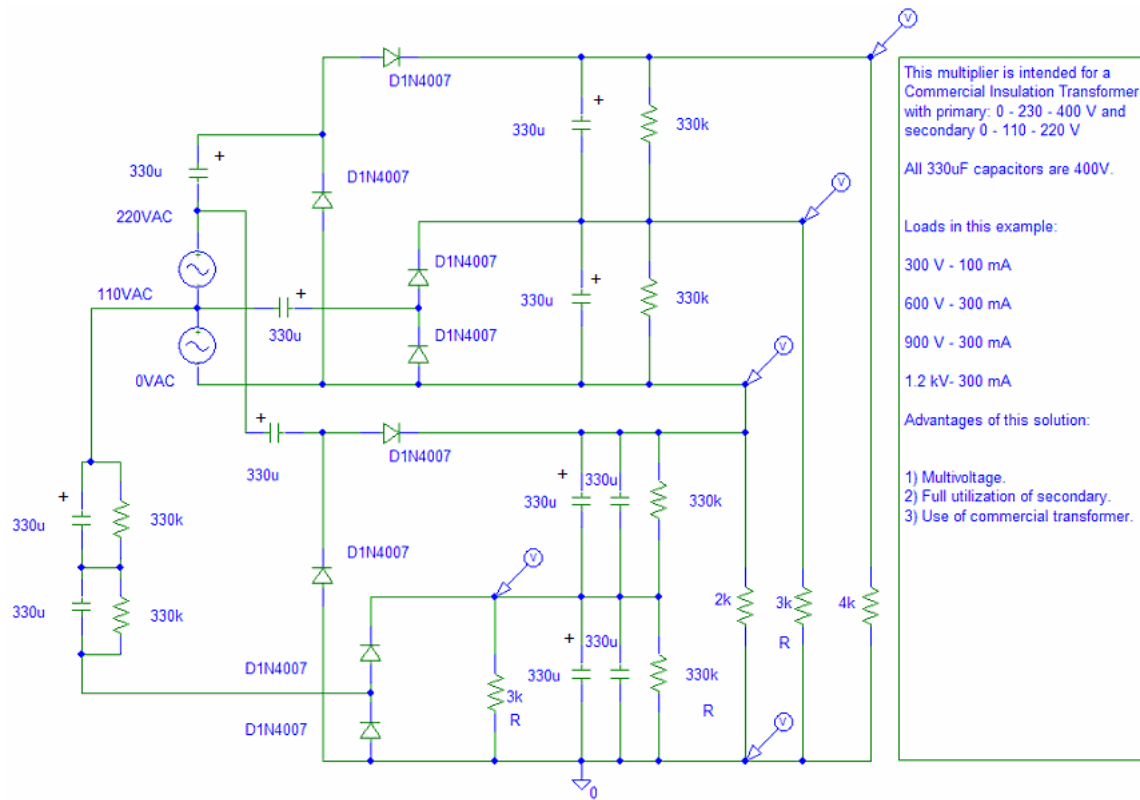 V
D1N4007
This multiplier is intended for a
Commercial Insulation Transformer
with primary: 0 - 230 - 400 V and
secondary 0 - 110 - 220 V
All 330uF capacitors are 400V.
Loads in this example:
300 V - 100 mA
600 V - 300 mA
900 V - 300 mA
1.2 kV- 300 mA
Advantages of this solution:
1) Multivoltage.
2) Full utilization of secondary.
3) Use of commercial transformer.
+
330u
330k
+
330u
D1N4007
V
220VAC
D1N4007
+
330u
330k
110VAC
+
330u
D1N4007
V
0VAC
+
330u
D1N4007
+
330u
330u
330k
+
330u
330k
D1N4007
V
330u
330k
2k
3k
R
4k
+
330u
330u
330k
R
D1N4007
3k
R
D1N4007
V
0